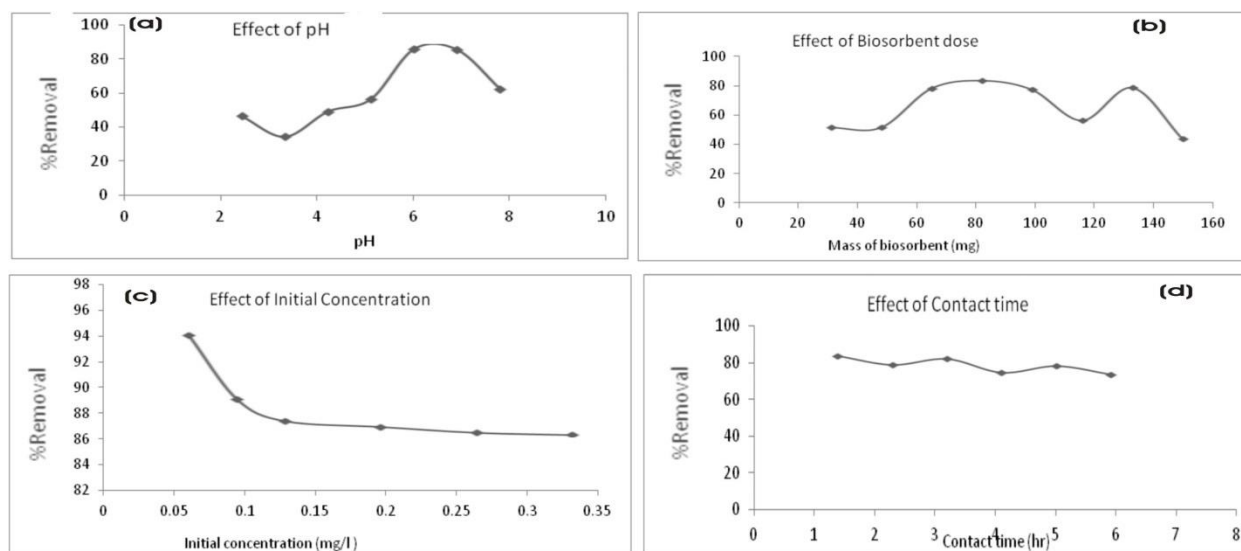 (a)
Effect of pH
%Removal
100
80
60
40
20
0
0 2 4 6 8 10
pH
(b)
Effect of Biosorbent dose
%Removal
100
80
60
40
20
0
0 20 40 60 80 100 120 140 160
Mass of biosorbent (mg)
(c)
Effect of Initial Concentration
%Removal
98
96
94
92
90
88
86
84
82
0 0.05 0.1 0.15 0.2 0.25 0.3 0.35
Initial concentration (mg/l)
(d)
Effect of Contact time
%Removal
100
80
60
40
20
0
0 1 2 3 4 5 6 7 8
Contact time (hr)